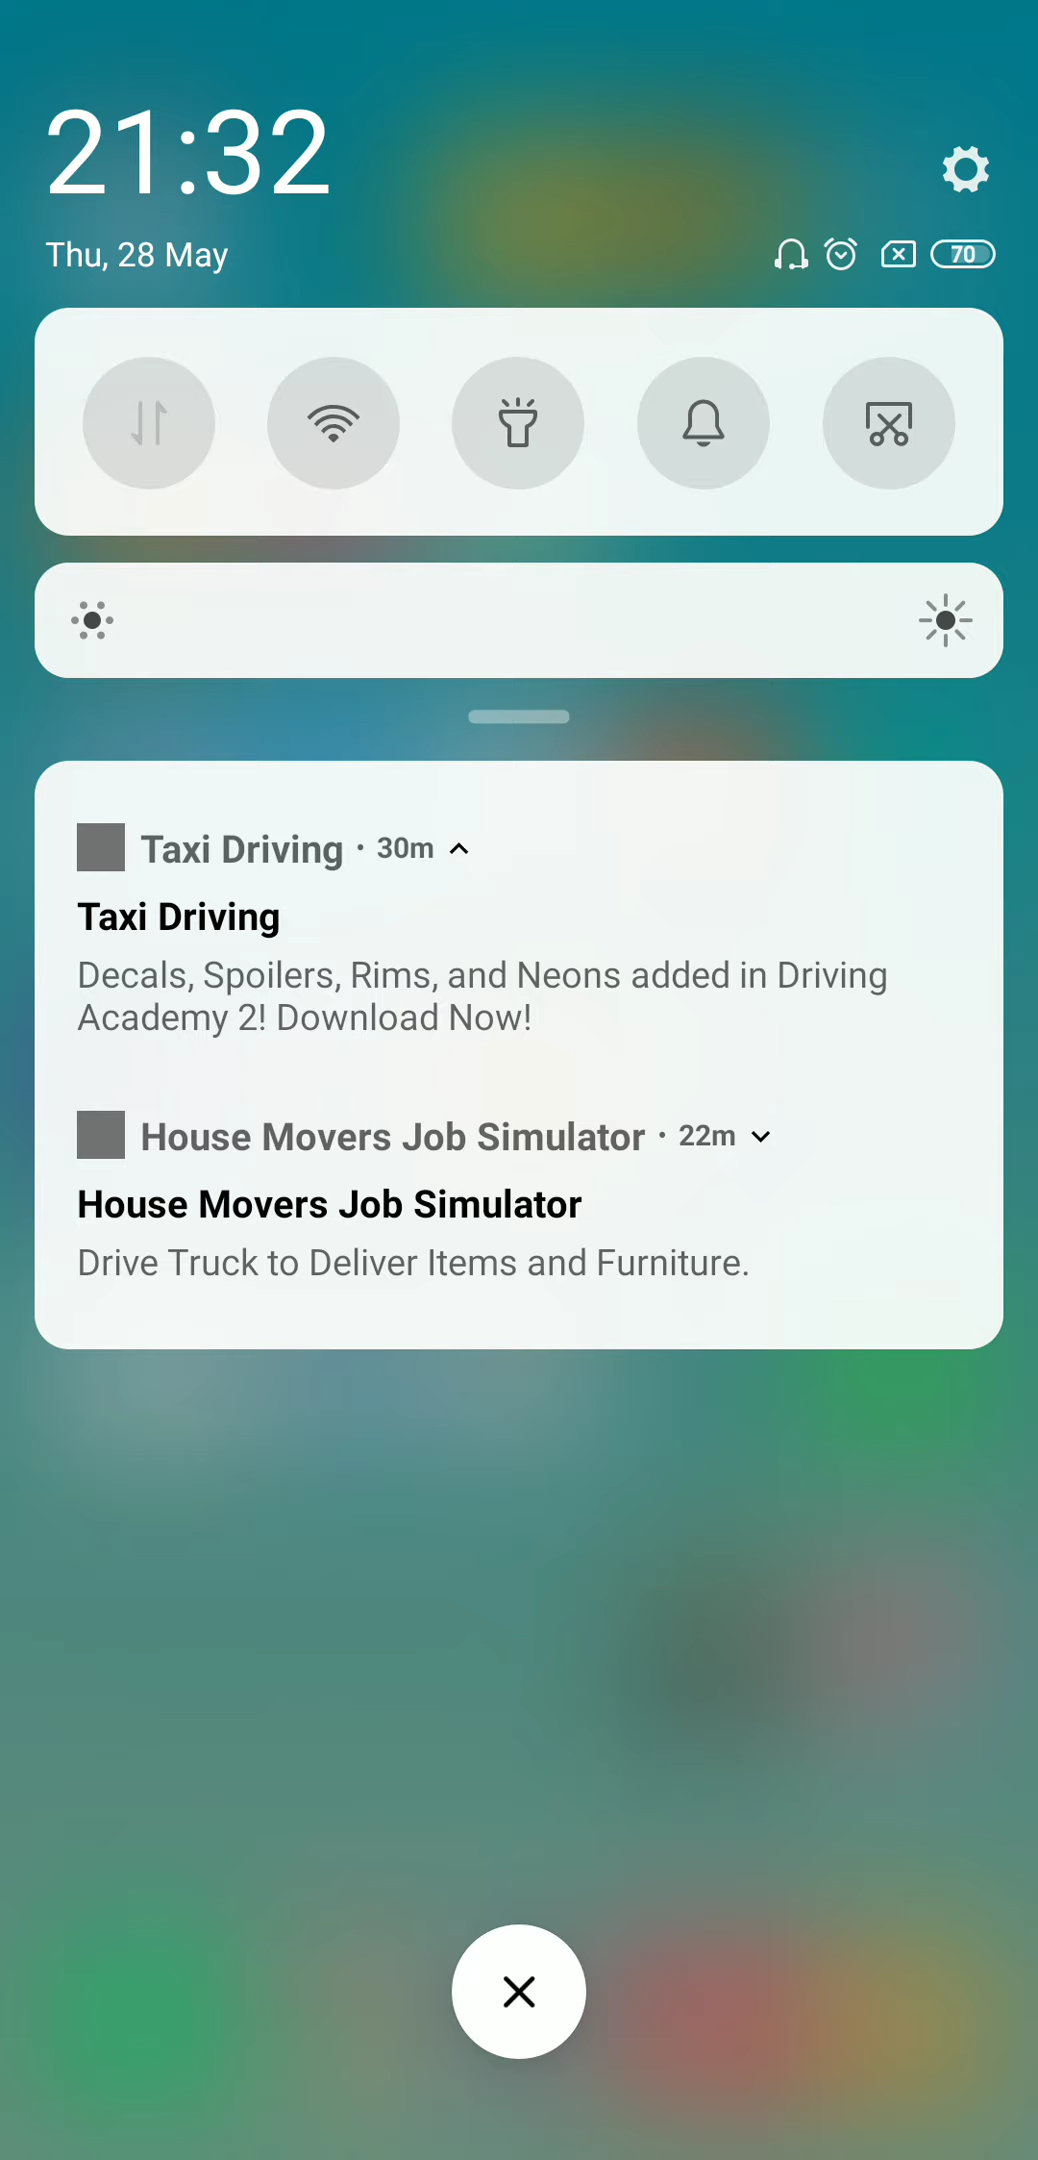 21:32
Thu, 28 May
70
Taxi Driving · 30m
Taxi Driving
Decals, Spoilers, Rims, and Neons added in Driving
Academy 2! Download Now!
House Movers Job Simulator · 22m
House Movers Job Simulator
Drive Truck to Deliver Items and Furniture.